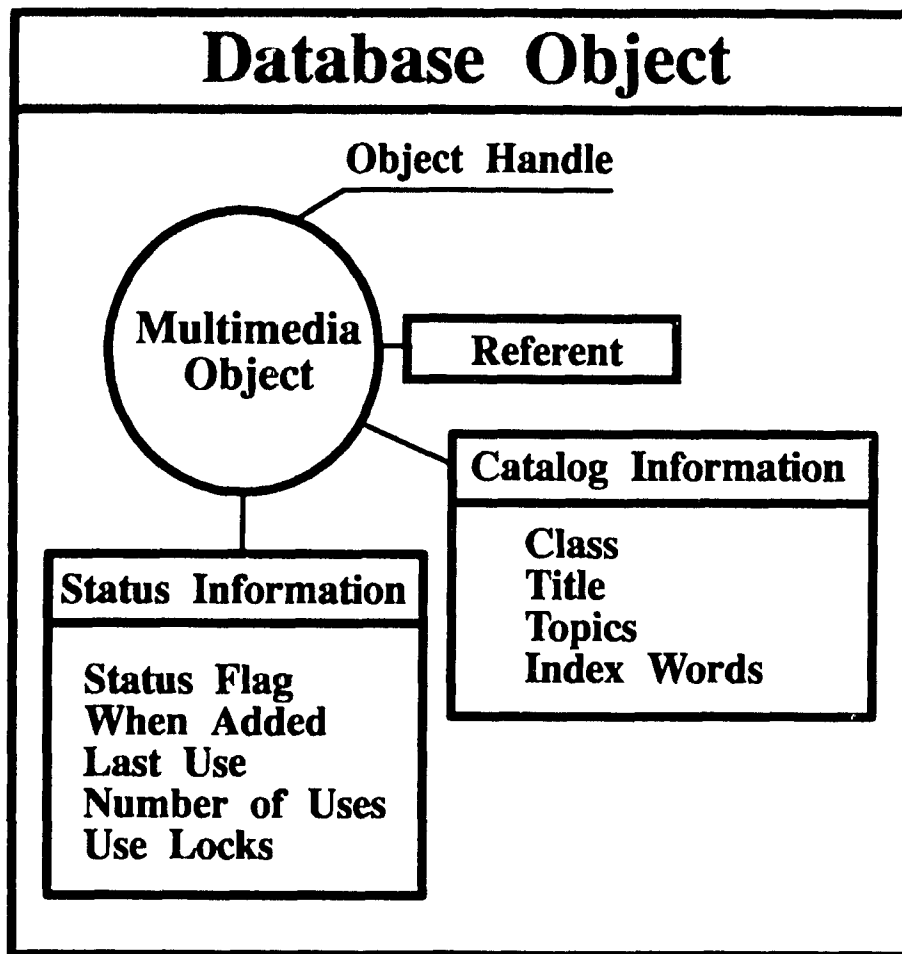 Database Object
Object Handle
Multimedia
Object
Referent
Catalog Information
Class
Title
Topics
Index Words
Status Information
Status Flag
When Added
Last Use
Number of Uses
Use Locks